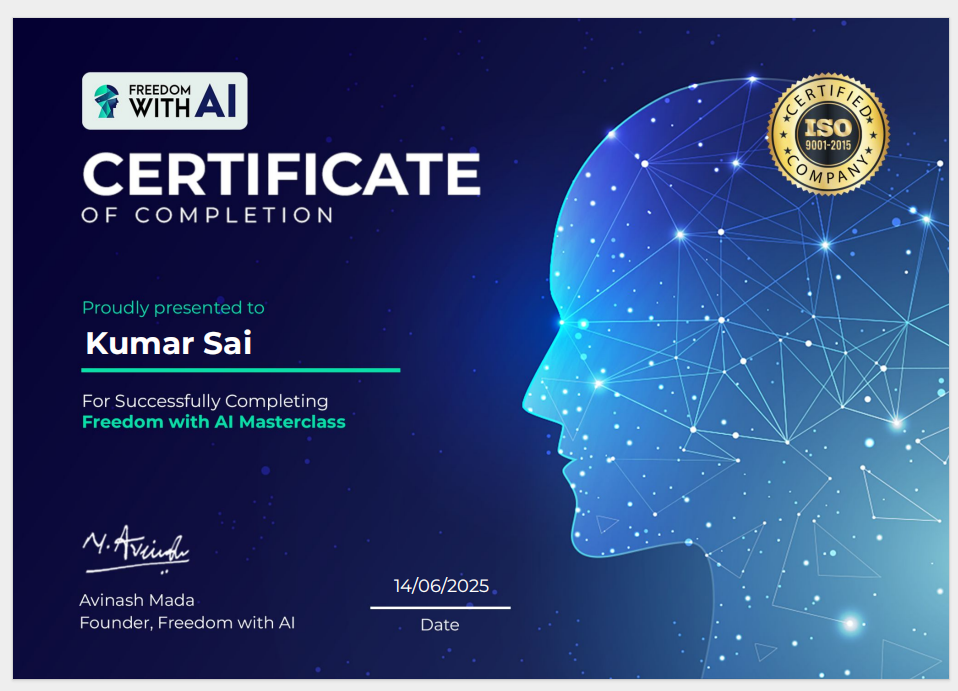 FREEDOM
WITH AI
CERTIFICATE
OF COMPLETION
CERTIFIED
ISO
9001-2015
COMPANY
Proudly presented to
Kumar Sai
For Successfully Completing
Freedom with AI Masterclass
M. Avinash
Avinash Mada
Founder, Freedom with AI
14/06/2025
Date